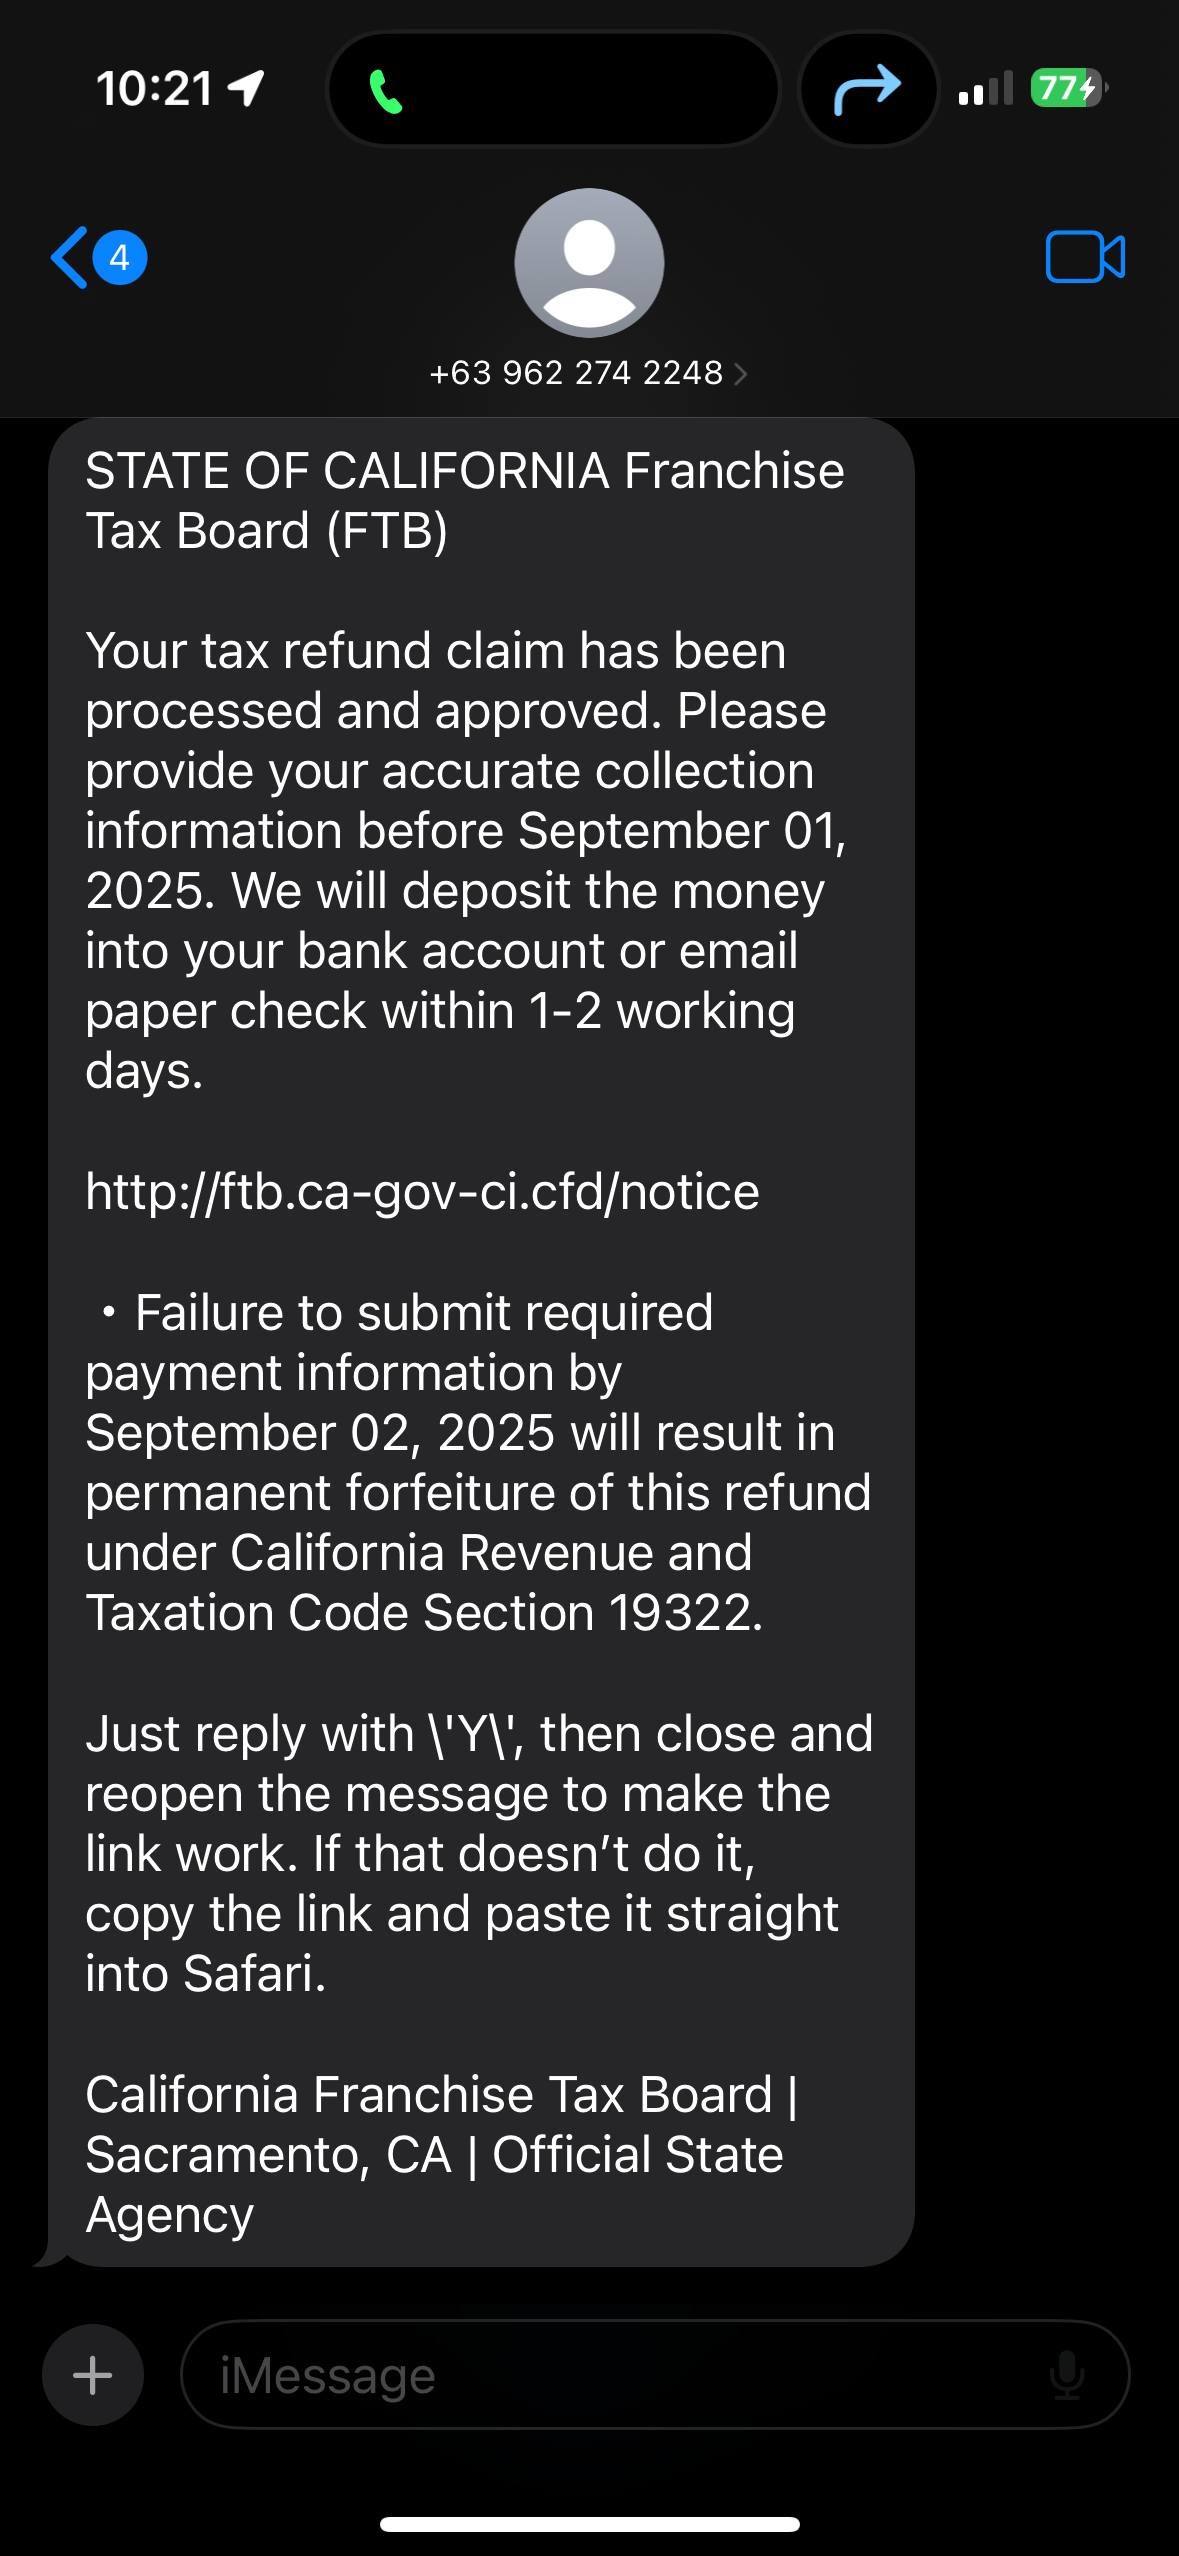 10:21
77
4
+63 962 274 2248
STATE OF CALIFORNIA Franchise
Tax Board (FTB)
Your tax refund claim has been
processed and approved. Please
provide your accurate collection
information before September 01,
2025. We will deposit the money
into your bank account or email
paper check within 1-2 working
days.
http://ftb.ca-gov-ci.cfd/notice
• Failure to submit required
payment information by
September 02, 2025 will result in
permanent forfeiture of this refund
under California Revenue and
Taxation Code Section 19322.
Just reply with \'Y\', then close and
reopen the message to make the
link work. If that doesn’t do it,
copy the link and paste it straight
into Safari.
California Franchise Tax Board |
Sacramento, CA | Official State
Agency
iMessage